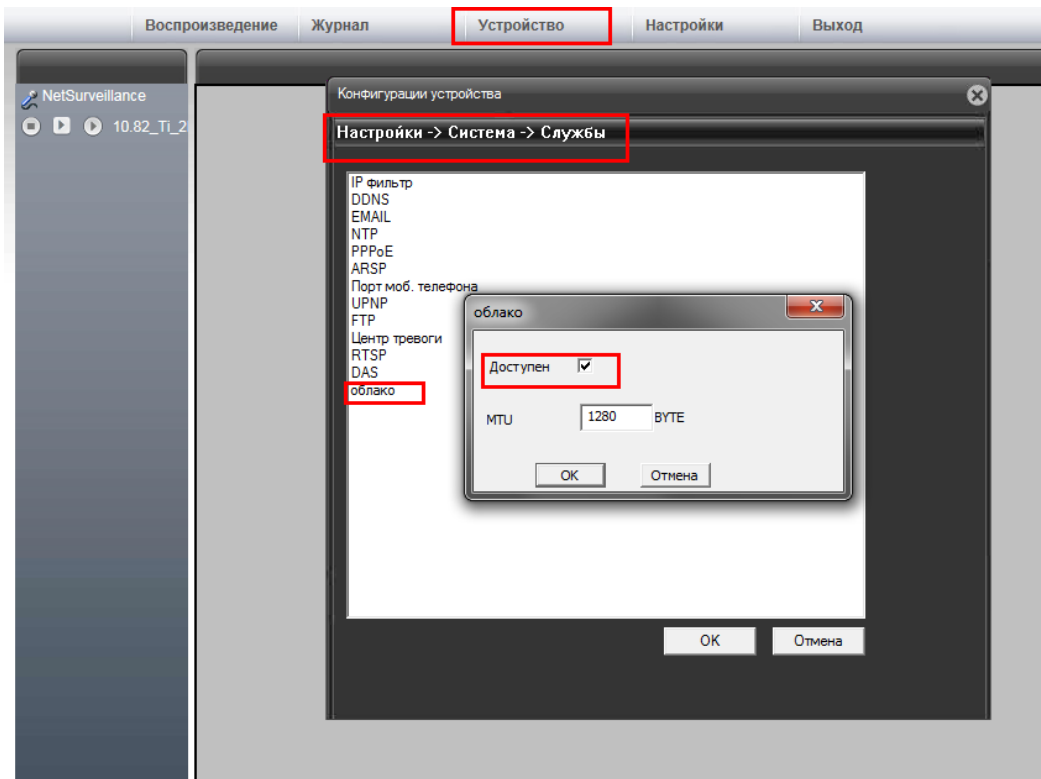 Воспроизведение Журнал Устройство Настройки Выход
NetSurveillance
10.82_Ti_2
Конфигурации устройства
Настройки -> Система -> Службы
IP фильтр
DDNS
EMAIL
NTP
PPPoE
ARSP
Порт моб. телефона
UPNP
FTP
Центр тревоги
RTSP
DAS
облако
облако
Доступен
MTU 1280 BYTE
OK Отмена
OK Отмена